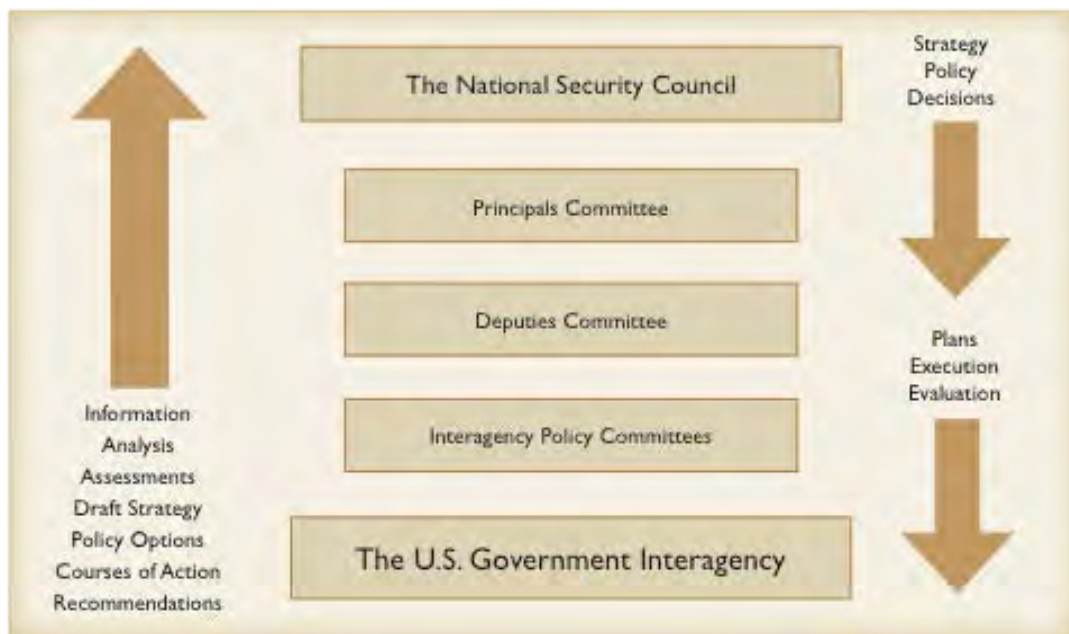 The National Security Council
Principals Committee
Deputies Committee
Interagency Policy Committees
The U.S. Government Interagency
Information
Analysis
Assessments
Draft Strategy
Policy Options
Courses of Action
Recommendations
Strategy
Policy
Decisions
Plans
Execution
Evaluation